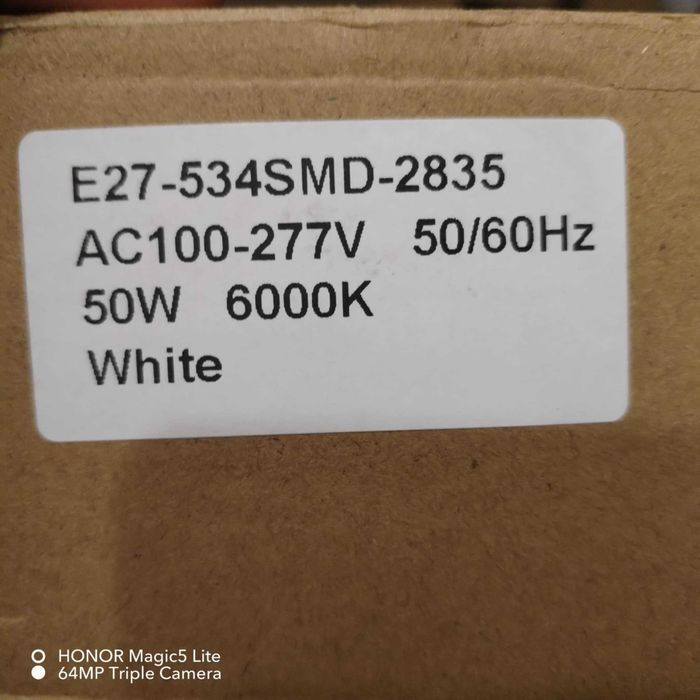 E27-534SMD-2835
AC100-277V 50/60Hz
50W 6000K
White
HONOR Magic5 Lite
64MP Triple Camera